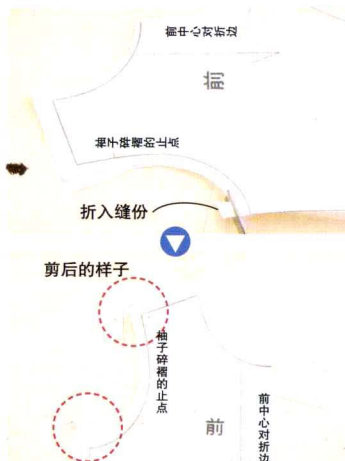 前中心对折边
前
袖子碎褶的止点
折入缝份
剪后的样子
袖子碎褶的止点
前
前中心对折边